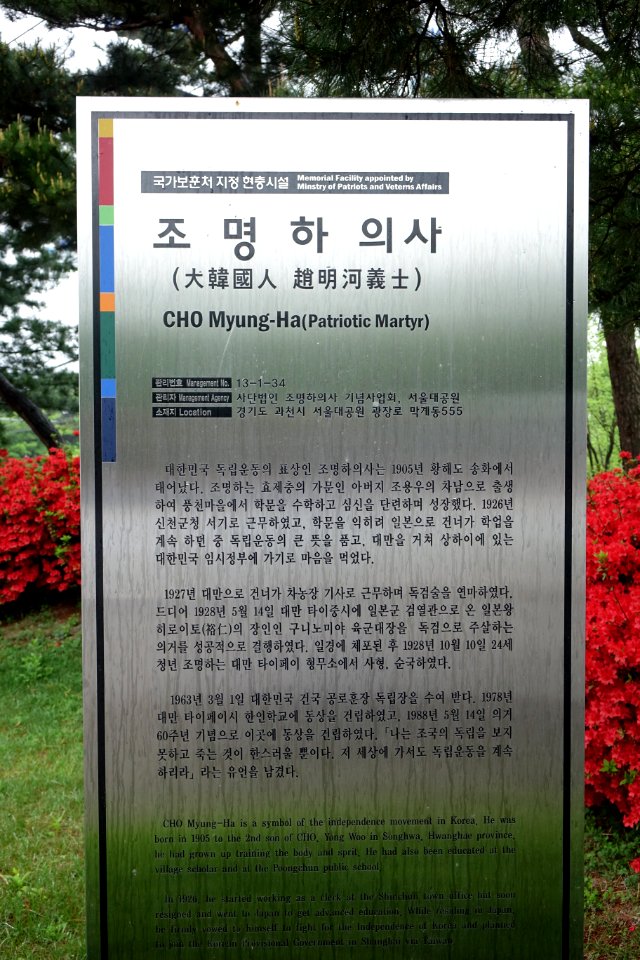 국가보훈처 지정 현충시설 Memorial Facility appointed by
Minstry of Patriots and Veterns Affairs
조 명 하 의사
(大韓國人 趙明河義士)
CHO Myung-Ha(Patriotic Martyr)
관리번호 Management No. 13-1-34
관리자 Management Agency 사단법인 조명하의사 기념사업회, 서울대공원
소재지 Location 경기도 과천시 서울대공원 광장로 막계동555
대한민국 독립운동의 표상인 조명하의사는 1905년 황해도 송화에서
태어났다. 조명하는 효제충의 가문인 아버지 조용우의 차남으로 출생
하여 풍천마을에서 학문을 수학하고 심신을 단련하며 성장했다. 1926년
신천군청 서기로 근무하였고, 학문을 익히려 일본으로 건너가 학업을
계속 하던 중 독립운동의 큰 뜻을 품고, 대만을 거쳐 상하이에 있는
대한민국 임시정부에 가기로 마음을 먹었다.
1927년 대만으로 건너가 차농장 기사로 근무하며 독검술을 연마하였다.
드디어 1928년 5월 14일 대만 타이중시에 일본군 검열관으로 온 일본왕
히로이토(裕仁)의 장인인 구니노미야 육군대장을 독검으로 주살하는
의거를 성공적으로 결행하였다. 일경에 체포된 후 1928년 10월 10일 24세
청년 조명하는 대만 타이페이 형무소에서 사형, 순국하였다.
1963년 3월 1일 대한민국 건국 공로훈장 독립장을 수여 받다. 1978년
대만 타이페이시 한인학교에 동상을 건립하였고, 1988년 5월 14일 의거
60주년 기념으로 이곳에 동상을 건립하였다. 「나는 조국의 독립을 보지
못하고 죽는 것이 한스러울 뿐이다. 저 세상에 가서도 독립운동을 계속
하리라」라는 유언을 남겼다.
CHO Myung-Ha is a symbol of the independence movement in Korea. He was
born in 1905 to the 2nd son of CHO, Yong Woo in Songhwa, Hwanghae province,
he had grown up training the body and sprit. He had also been educated at the
village scholar and at the Poongchun public school.
In 1926, he started working as a clerk at the Shinchun town office but soon
resigned and went to Japan to get advanced education. While residing in Japan,
he firmly vowed to himself to fight for the Independence of Korea and planned
to join the Korean Provisional Government in Shanghai via Taiwan.